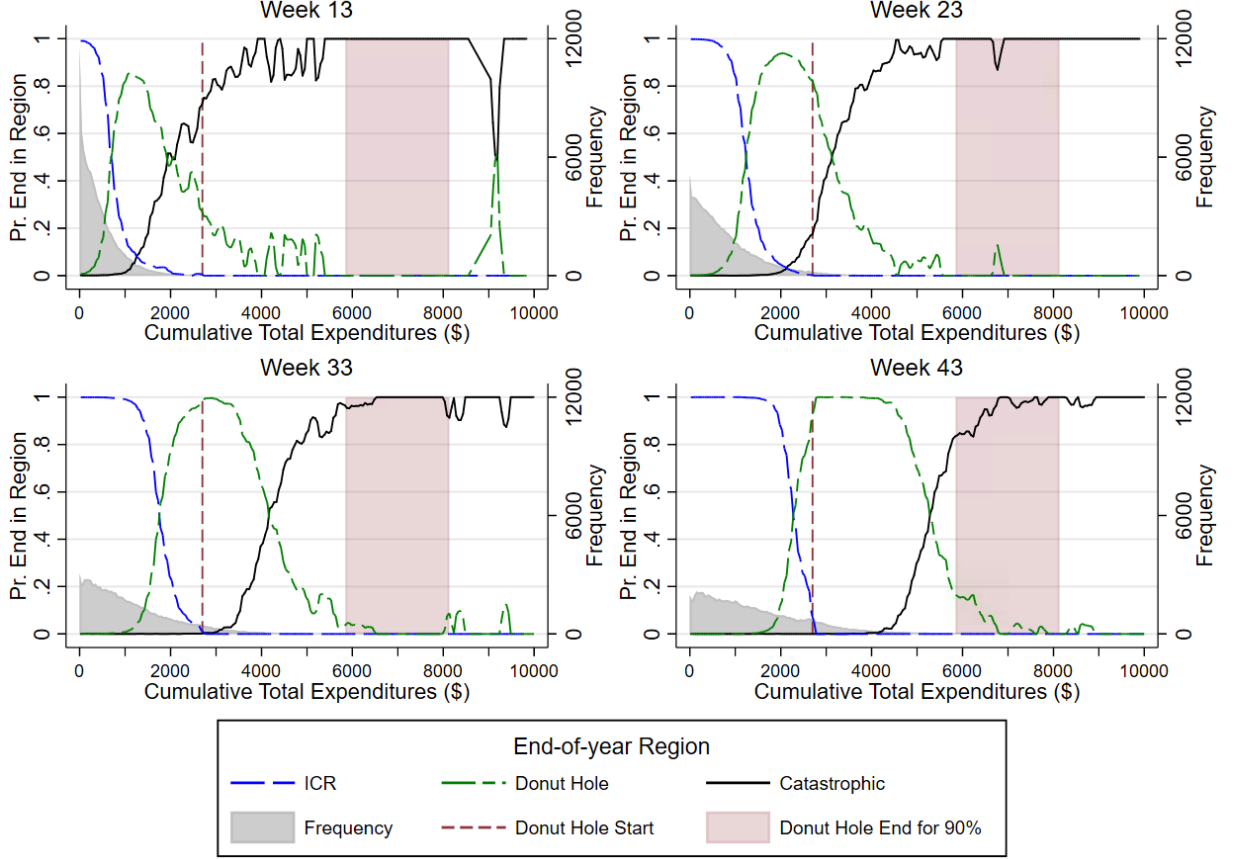 Week 13
Pr. End in Region
0 .2 .4 .6 .8 1
0 6000 12000
Frequency
0 2000 4000 6000 8000 10000
Cumulative Total Expenditures ($)
Week 23
Pr. End in Region
0 .2 .4 .6 .8 1
0 6000 12000
Frequency
0 2000 4000 6000 8000 10000
Cumulative Total Expenditures ($)
Week 33
Pr. End in Region
0 .2 .4 .6 .8 1
0 6000 12000
Frequency
0 2000 4000 6000 8000 10000
Cumulative Total Expenditures ($)
Week 43
Pr. End in Region
0 .2 .4 .6 .8 1
0 6000 12000
Frequency
0 2000 4000 6000 8000 10000
Cumulative Total Expenditures ($)
End-of-year Region
ICR Donut Hole Catastrophic
Frequency Donut Hole Start Donut Hole End for 90%